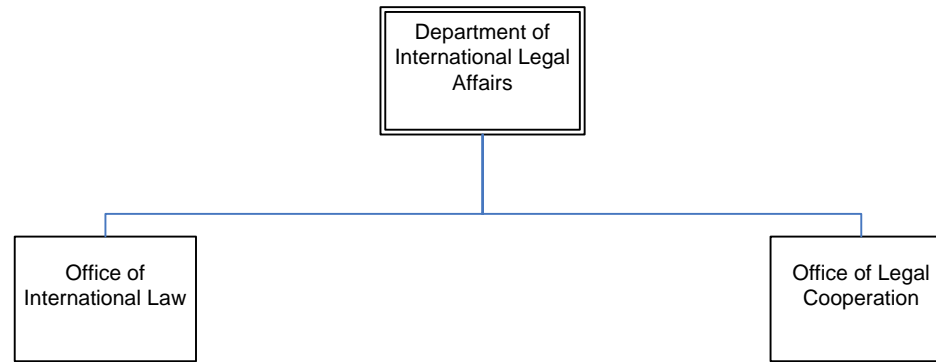 Department of
International Legal
Affairs
Office of
International Law
Office of Legal
Cooperation